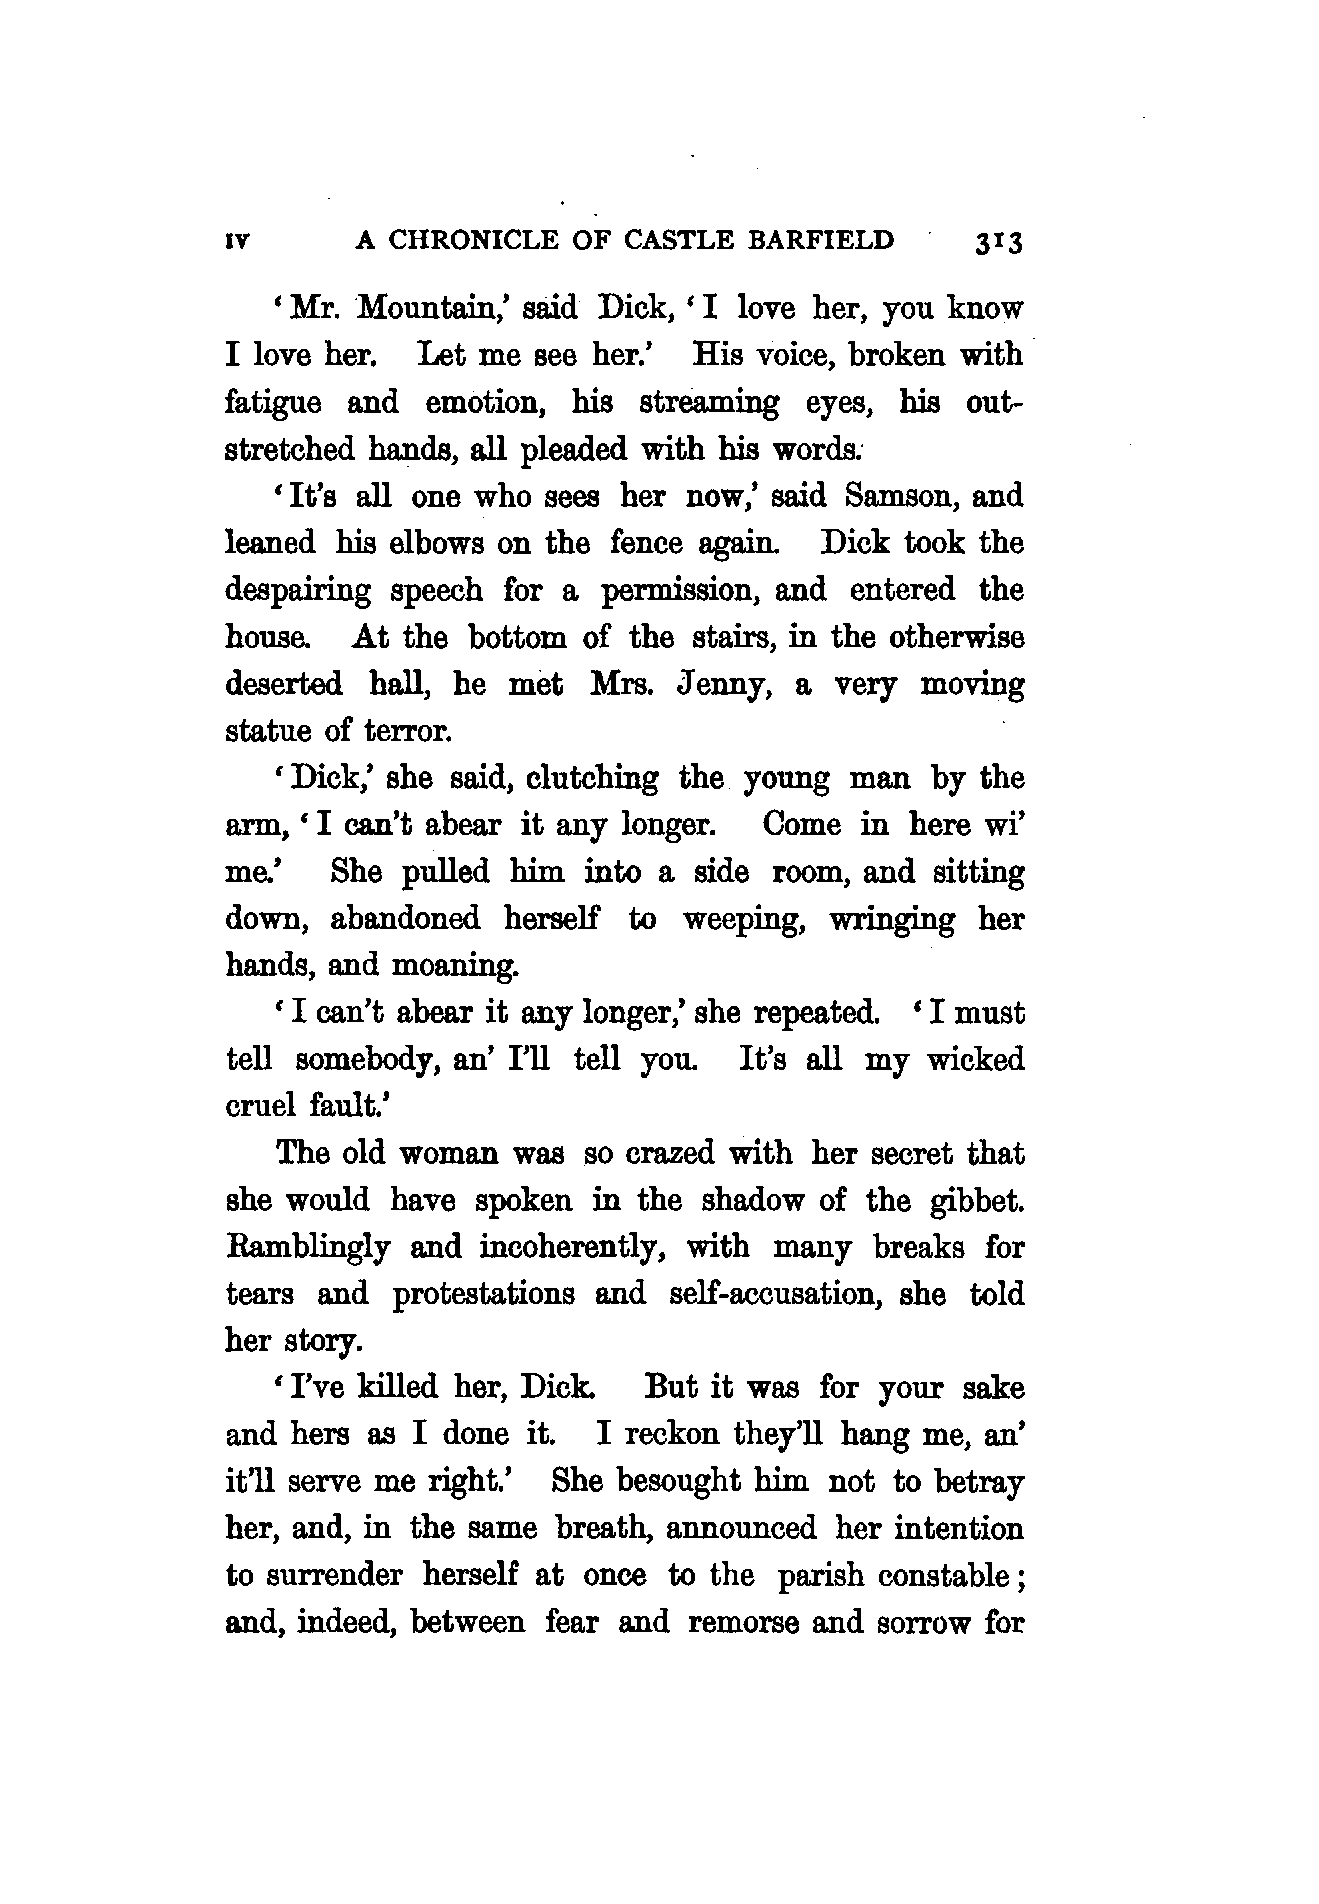 IV A CHRONICLE OF CASTLE BARFIELD 313
‘Mr. Mountain,’ said Dick, ‘I love her, you know
I love her. Let me see her.’ His voice, broken with
fatigue and emotion, his streaming eyes, his out-
stretched hands, all pleaded with his words.
‘It’s all one who sees her now,’ said Samson, and
leaned his elbows on the fence again. Dick took the
despairing speech for a permission, and entered the
house. At the bottom of the stairs, in the otherwise
deserted hall, he met Mrs. Jenny, a very moving
statue of terror.
‘Dick,’ she said, clutching the young man by the
arm, ‘I can’t abear it any longer. Come in here wi’
me.’ She pulled him into a side room, and sitting
down, abandoned herself to weeping, wringing her
hands, and moaning.
‘I can’t abear it any longer,’ she repeated. ‘I must
tell somebody, an’ I’ll tell you. It’s all my wicked
cruel fault.’
The old woman was so crazed with her secret that
she would have spoken in the shadow of the gibbet.
Ramblingly and incoherently, with many breaks for
tears and protestations and self-accusation, she told
her story.
‘I’ve killed her, Dick. But it was for your sake
and hers as I done it. I reckon they’ll hang me, an’
it’ll serve me right.’ She besought him not to betray
her, and, in the same breath, announced her intention
to surrender herself at once to the parish constable;
and, indeed, between fear and remorse and sorrow for